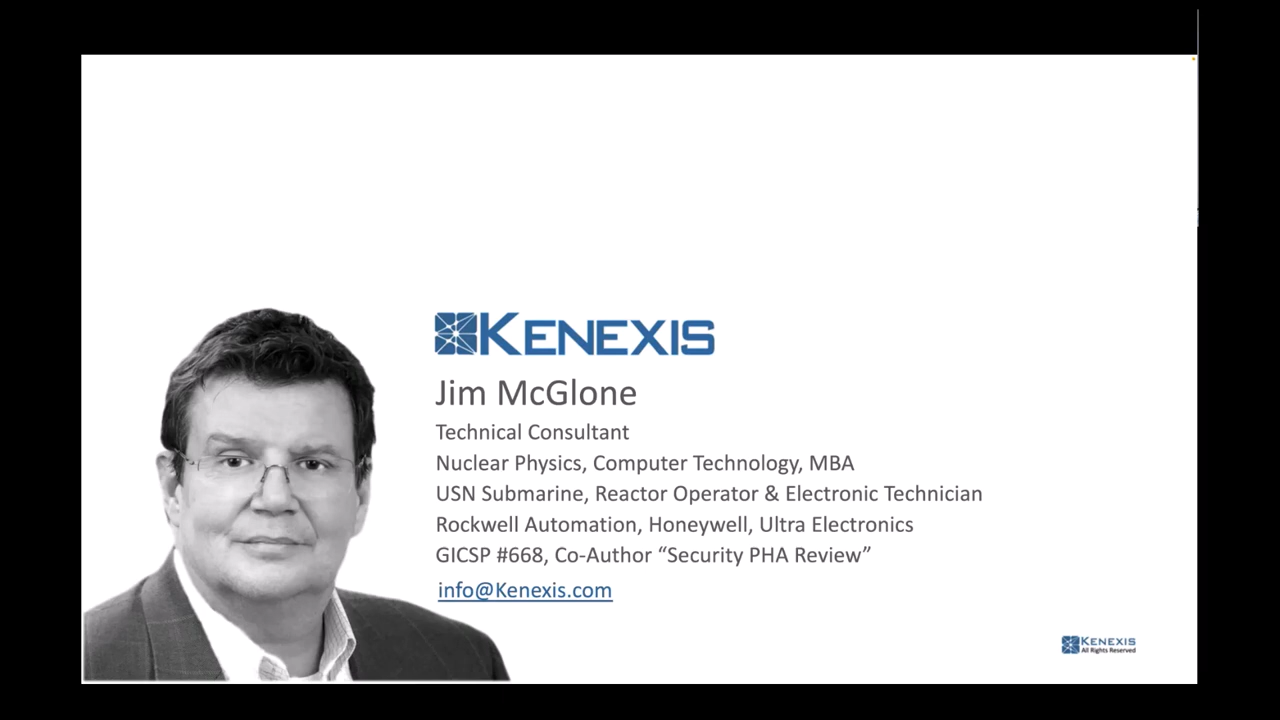 KENEXIS
Jim McGlone
Technical Consultant
Nuclear Physics, Computer Technology, MBA
USN Submarine, Reactor Operator & Electronic Technician
Rockwell Automation, Honeywell, Ultra Electronics
GICSP #668, Co-Author “Security PHA Review”
info@Kenexis.com
KENEXIS
All Rights Reserved